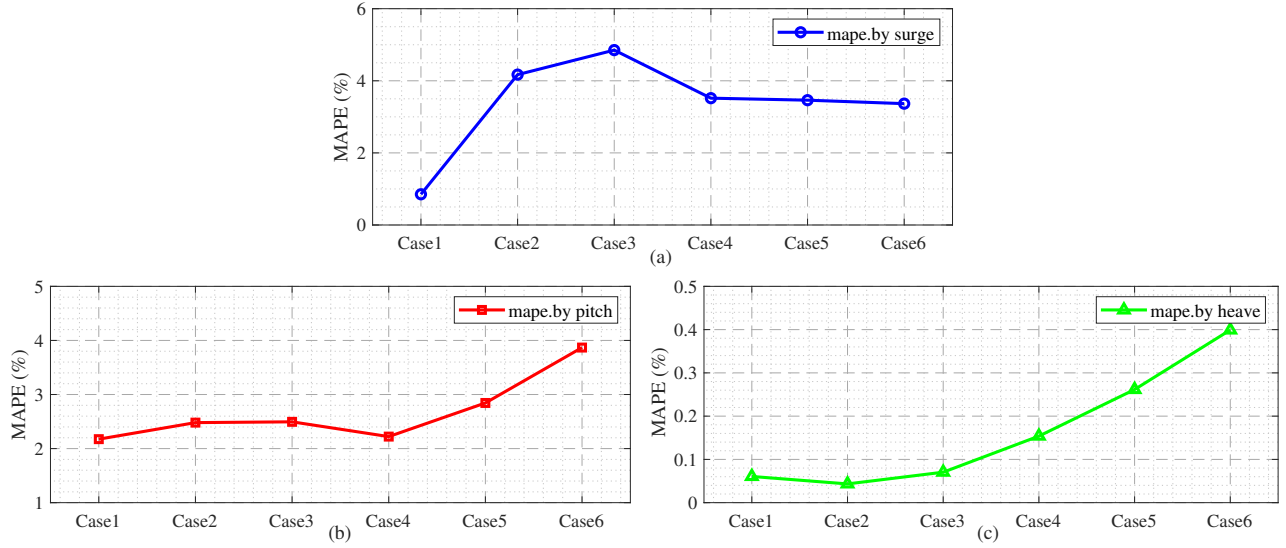 6
4
2
0
MAPE (%)
mape.by surge
Case1 Case2 Case3 Case4 Case5 Case6
(a)
5
4
3
2
1
MAPE (%)
mape.by pitch
Case1 Case2 Case3 Case4 Case5 Case6
(b)
0.5
0.4
0.3
0.2
0.1
0
MAPE (%)
mape.by heave
Case1 Case2 Case3 Case4 Case5 Case6
(c)